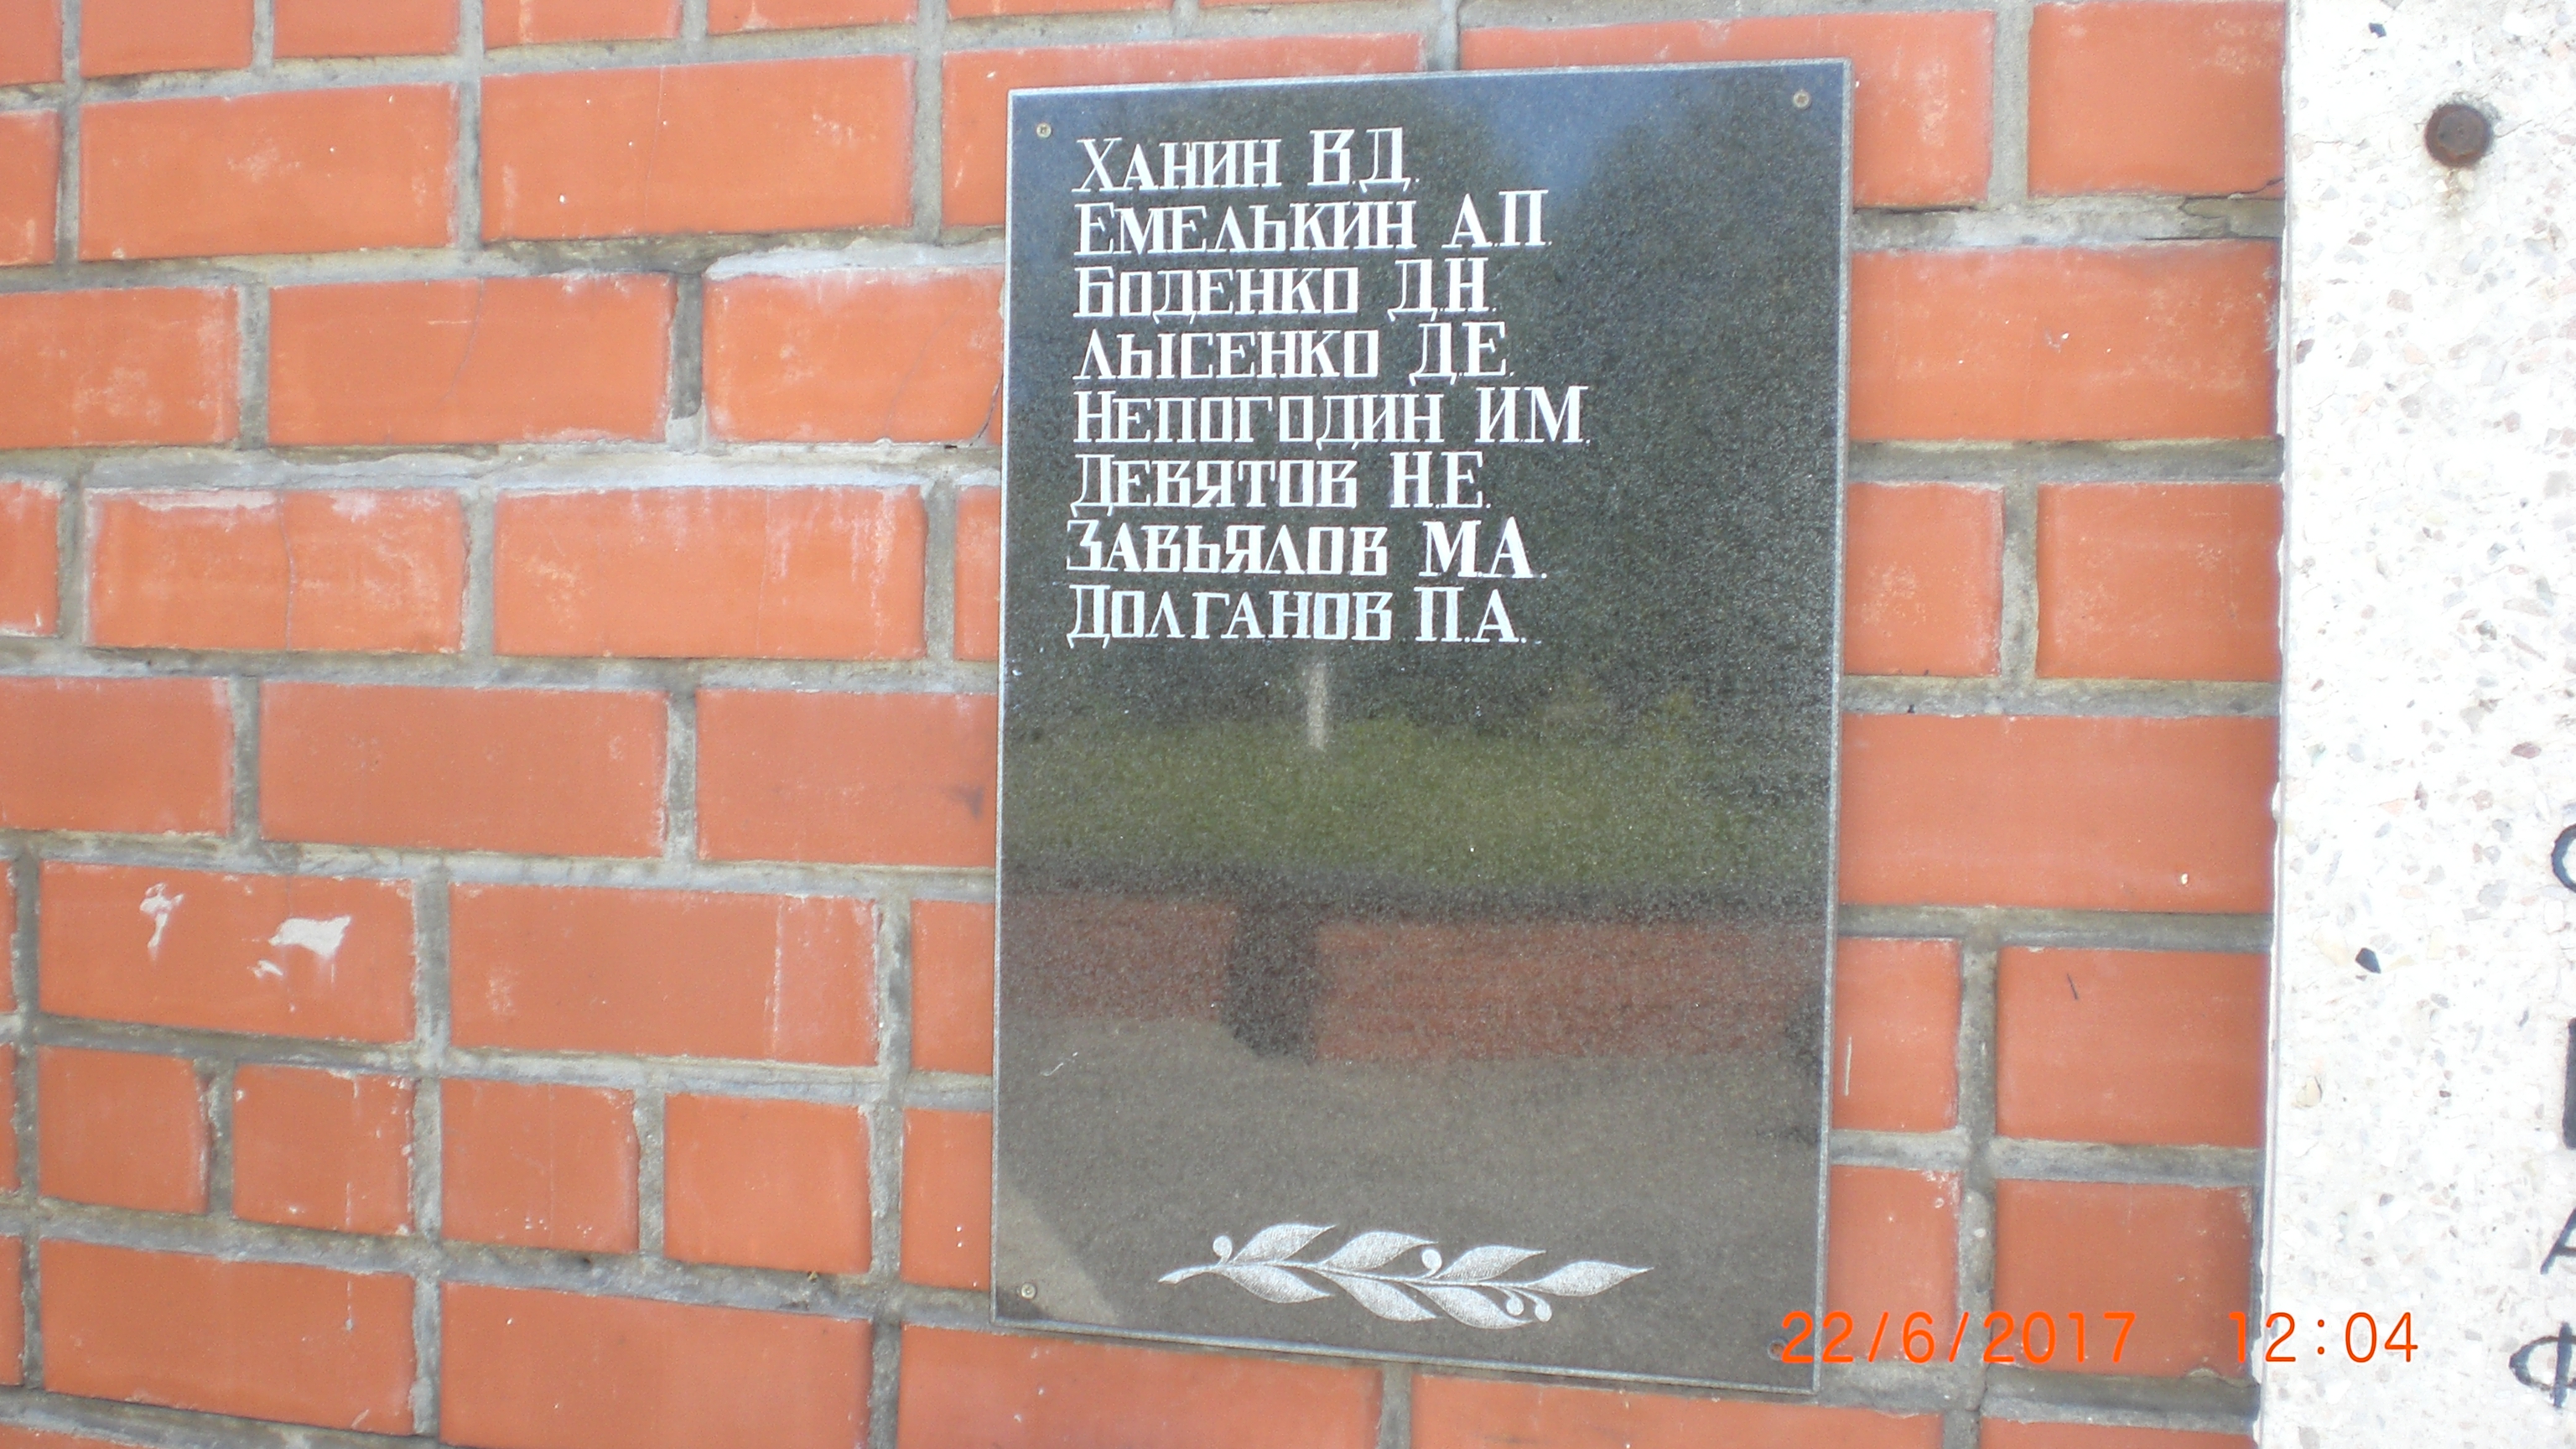 ХАНИН В.Д.
ЕМЕЛЬКИН А.П.
БОДЕНКО Д.Н.
ЛЫСЕНКО Д.Е.
НЕПОГОДИН И.М.
ДЕВЯТОВ Н.Е.
ЗАВЬЯЛОВ М.А.
ДОЛГАНОВ П.А.
22/6/2017 12:04